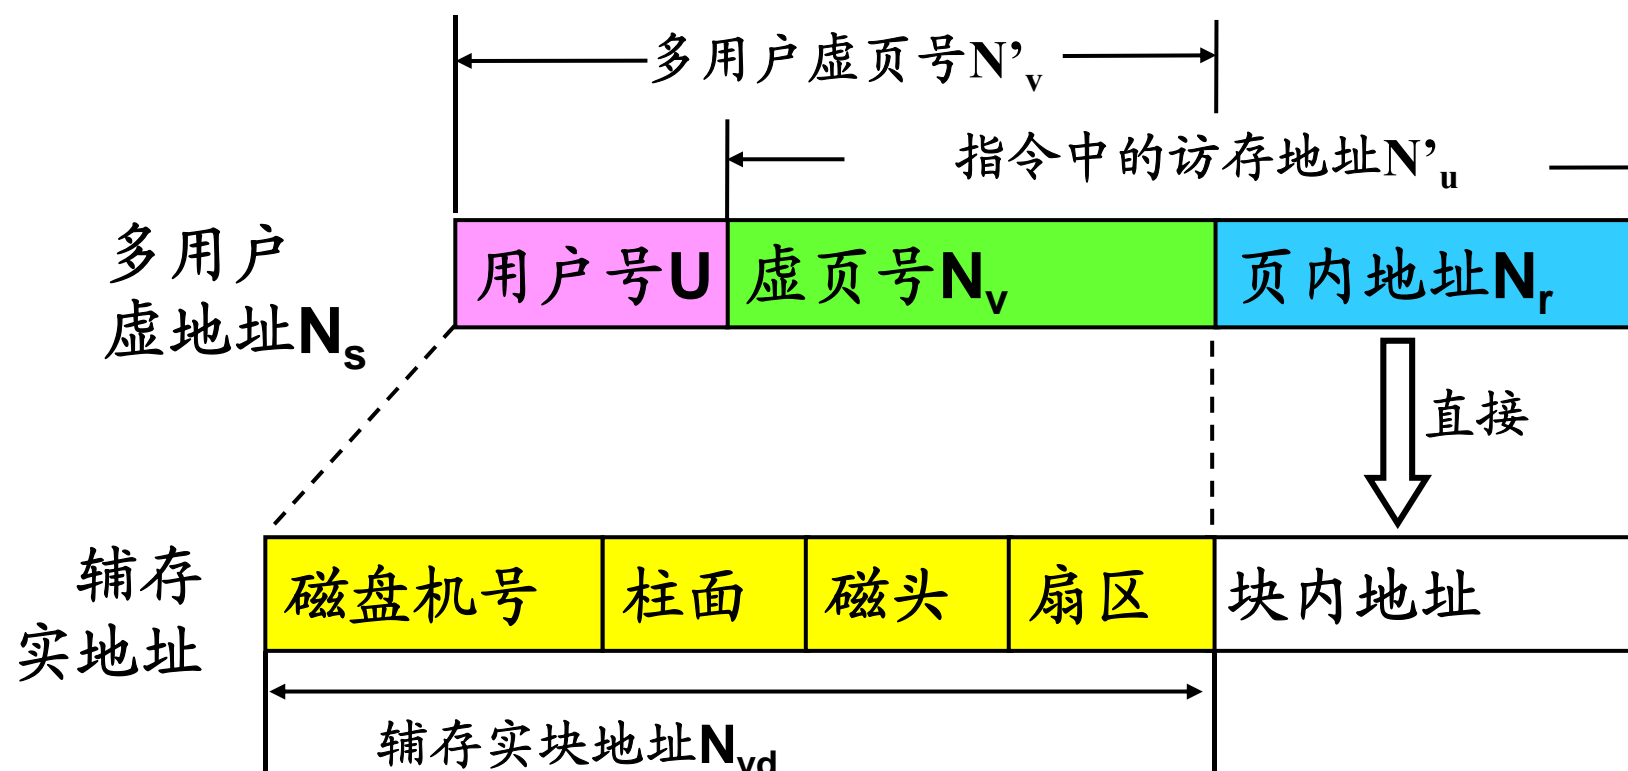 多用户虚页号N’v
指令中的访存地址N’u
多用户
虚地址Ns
用户号U
虚页号Nv
页内地址Nr
直接
辅存
实地址
磁盘机号
柱面
磁头
扇区
块内地址
辅存实块地址Nvd